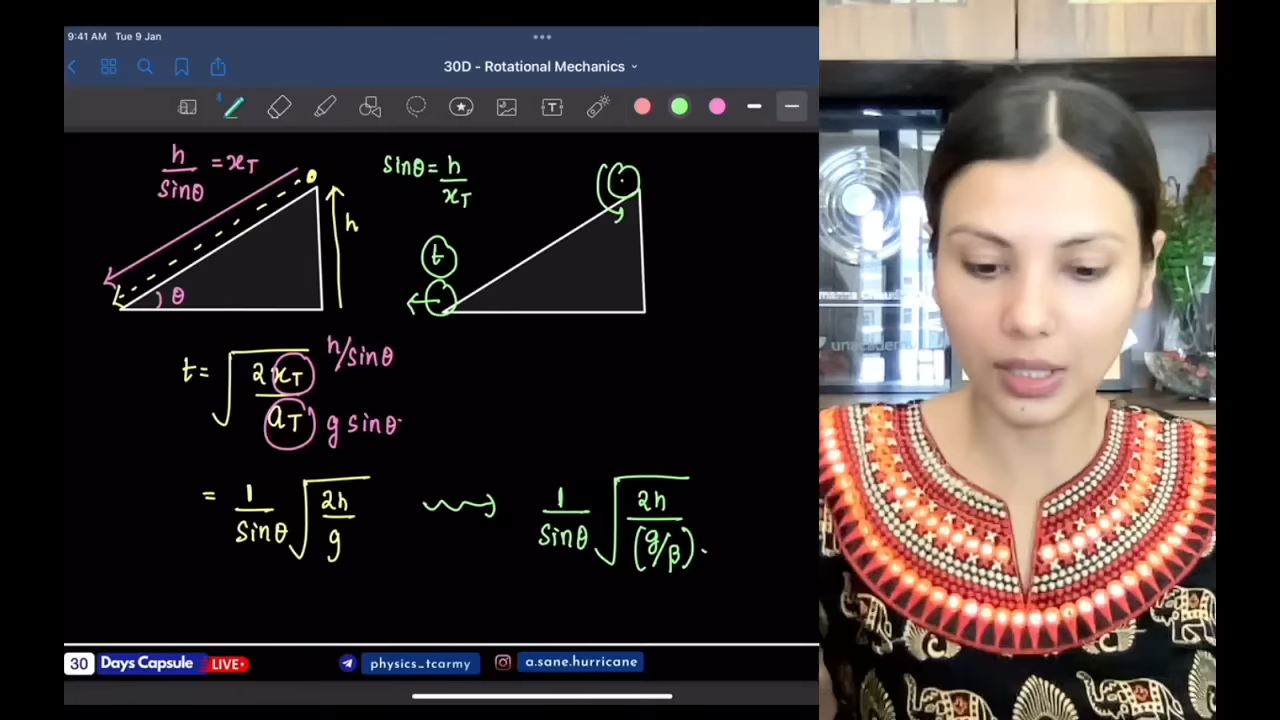 9:41 AM Tue 9 Jan
30D - Rotational Mechanics
h/sinθ = xT
h
θ
sinθ = h/xT
t
t = √(2xT/aT)
h/sinθ
g sinθ
= 1/sinθ √(2h/g)
1/sinθ √(2h/(g/β)).
unacademy
30 Days Capsule LIVE
physics_tcarmy
a.sane.hurricane